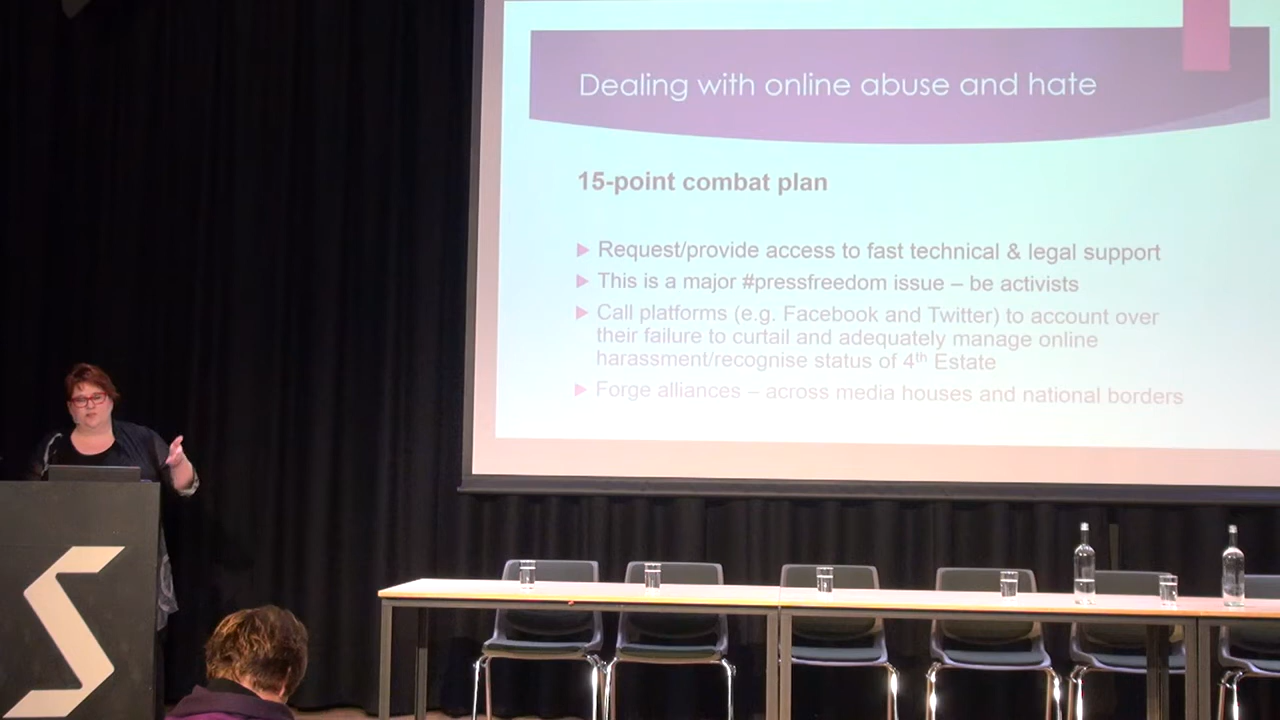 Dealing with online abuse and hate
15-point combat plan
Request/provide access to fast technical & legal support
This is a major #pressfreedom issue – be activists
Call platforms (e.g. Facebook and Twitter) to account over
their failure to curtail and adequately manage online
harassment/recognise status of 4th Estate
Forge alliances – across media houses and national borders
S